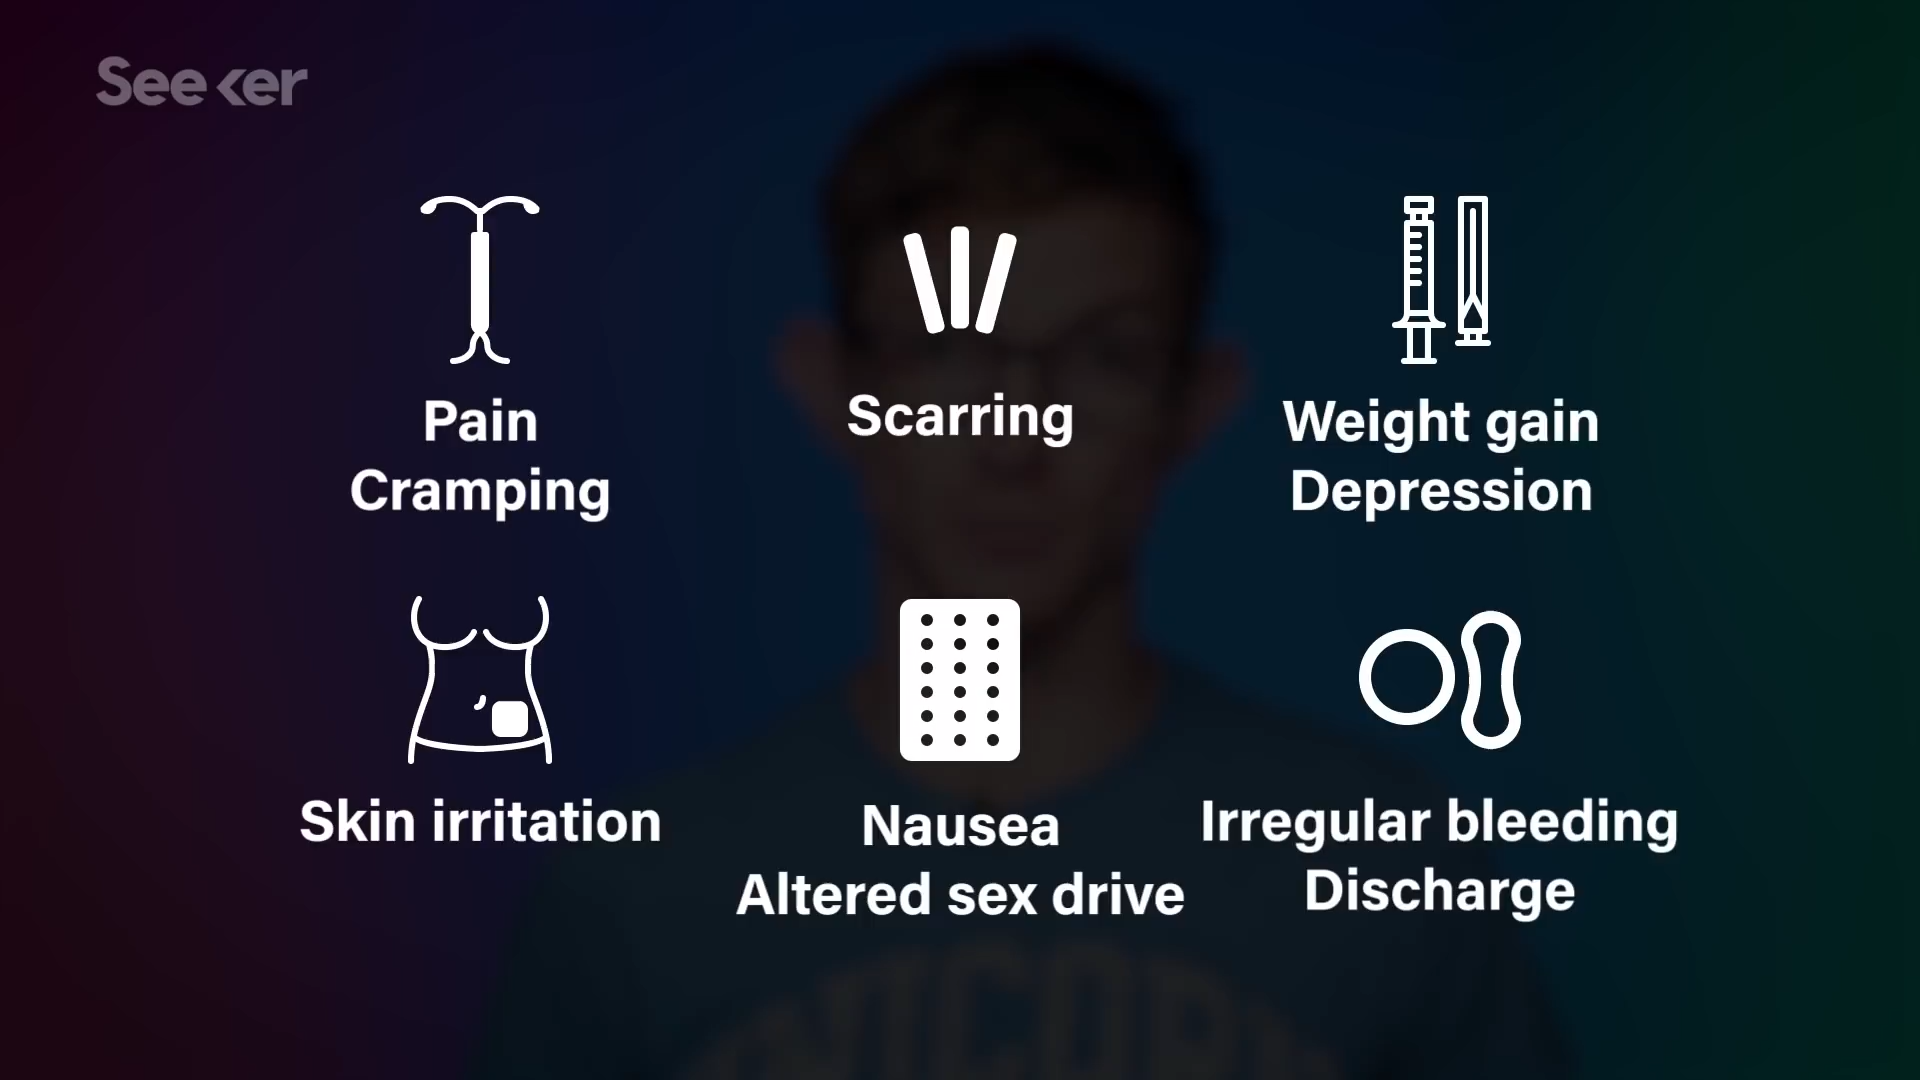 Seeker
Pain
Cramping
Scarring
Weight gain
Depression
Skin irritation
Nausea
Altered sex drive
Irregular bleeding
Discharge